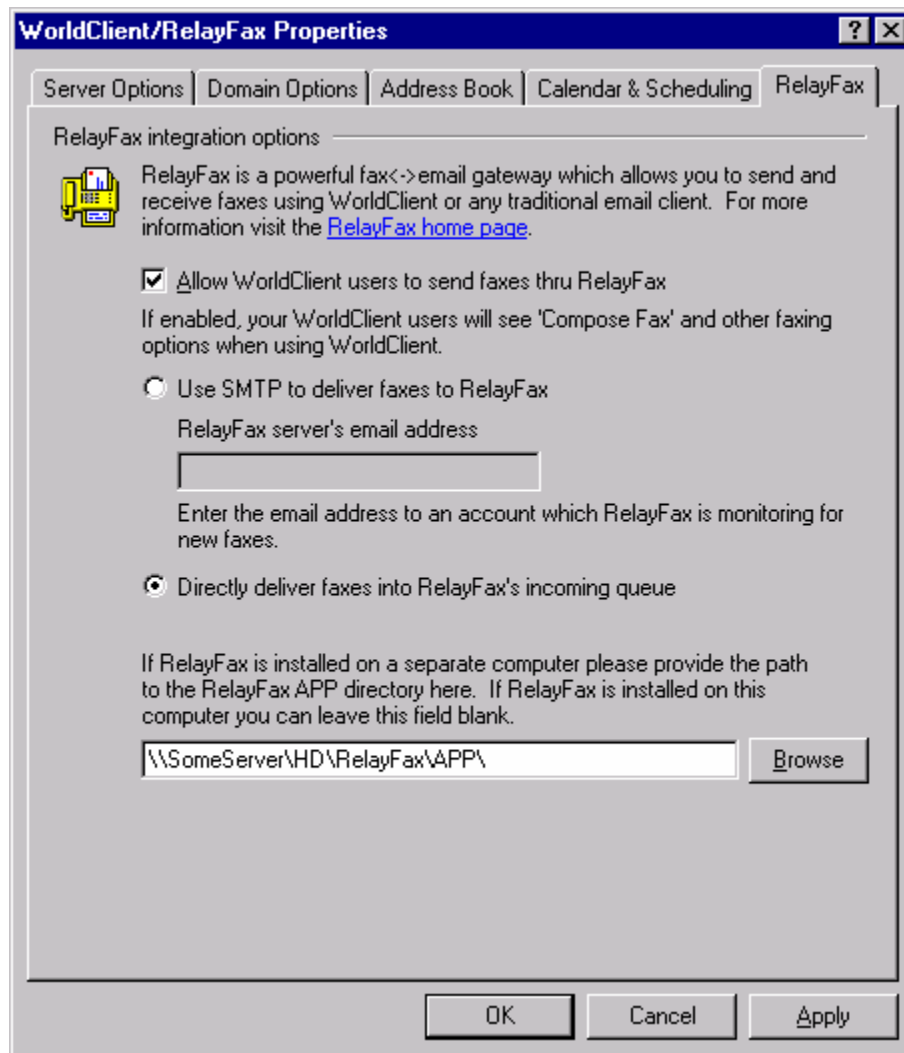 WorldClient/RelayFax Properties
Server Options Domain Options Address Book Calendar & Scheduling RelayFax
RelayFax integration options
RelayFax is a powerful fax<->email gateway which allows you to send and
receive faxes using WorldClient or any traditional email client. For more
information visit the RelayFax home page.
Allow WorldClient users to send faxes thru RelayFax
If enabled, your WorldClient users will see 'Compose Fax' and other faxing
options when using WorldClient.
Use SMTP to deliver faxes to RelayFax
RelayFax server's email address
Enter the email address to an account which RelayFax is monitoring for
new faxes.
Directly deliver faxes into RelayFax's incoming queue
If RelayFax is installed on a separate computer please provide the path
to the RelayFax APP directory here. If RelayFax is installed on this
computer you can leave this field blank.
\\SomeServer\HD\RelayFax\APP\ Browse
OK Cancel Apply